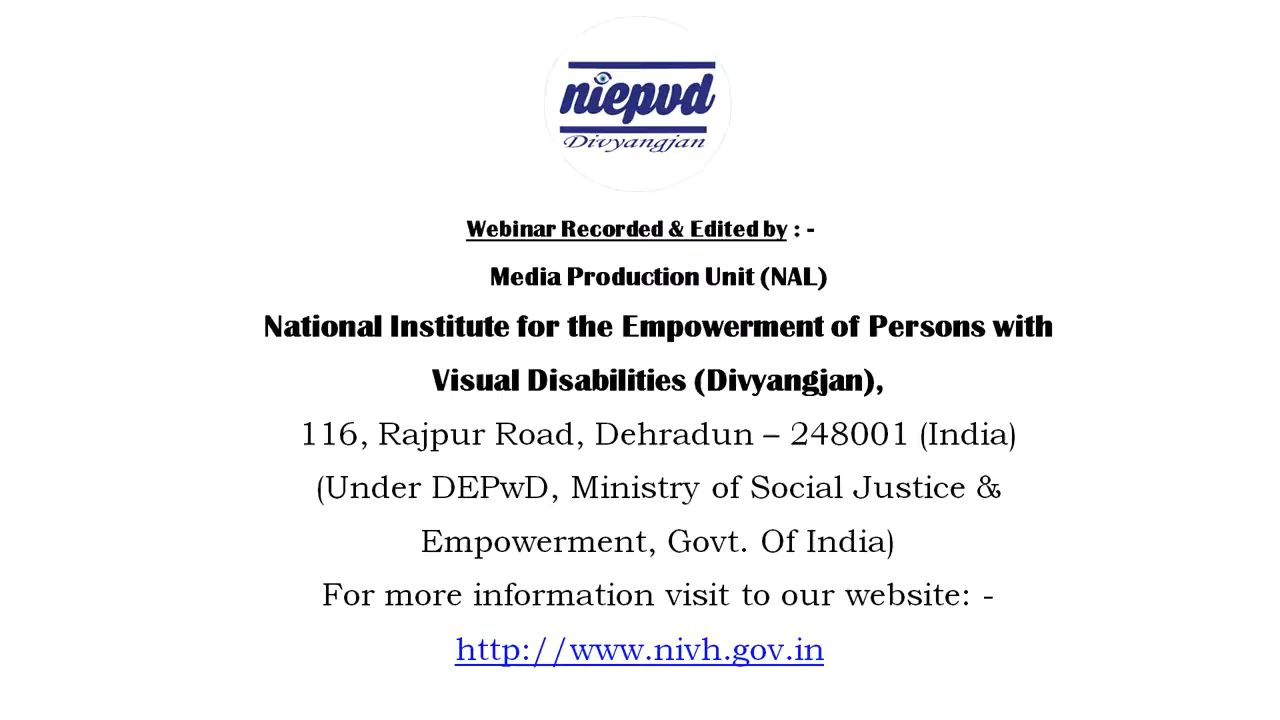 niepvd
Divyangjan
Webinar Recorded & Edited by : -
Media Production Unit (NAL)
National Institute for the Empowerment of Persons with
Visual Disabilities (Divyangjan),
116, Rajpur Road, Dehradun – 248001 (India)
(Under DEPwD, Ministry of Social Justice &
Empowerment, Govt. Of India)
For more information visit to our website: -
http://www.nivh.gov.in